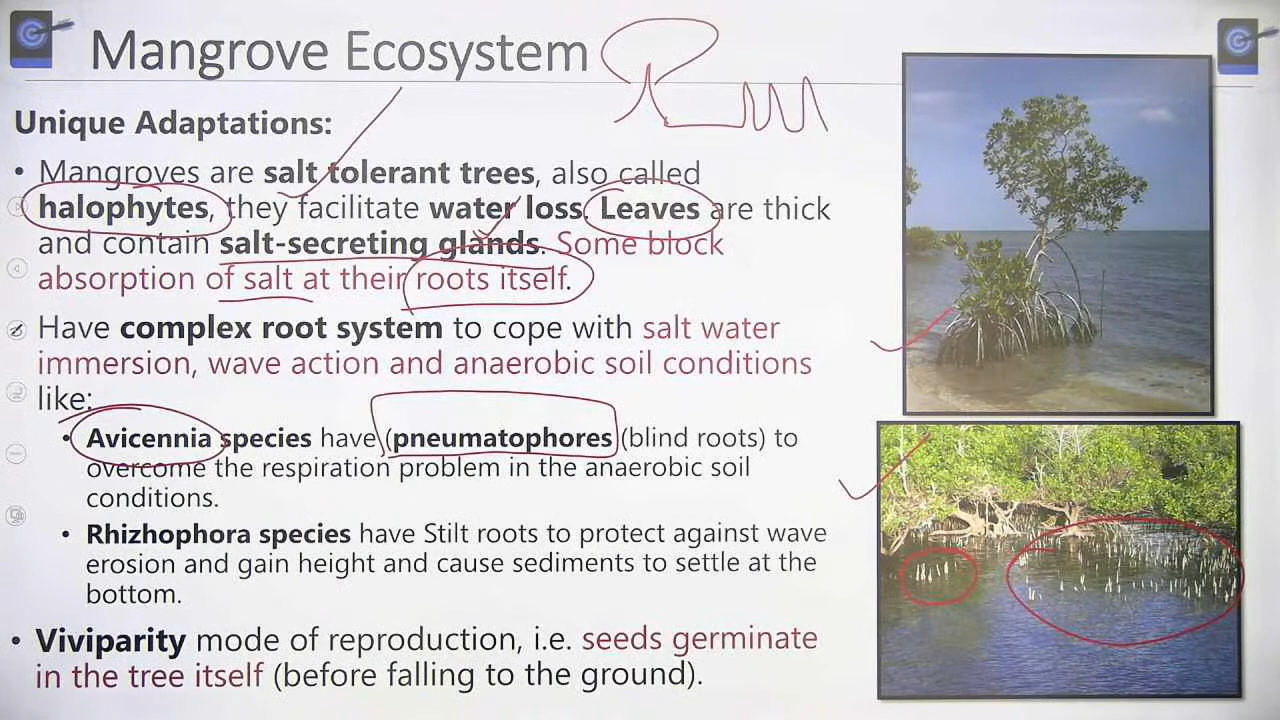 Mangrove Ecosystem
Unique Adaptations:
• Mangroves are salt tolerant trees, also called
halophytes, they facilitate water loss. Leaves are thick
and contain salt-secreting glands. Some block
absorption of salt at their roots itself.
Have complex root system to cope with salt water
immersion, wave action and anaerobic soil conditions
like:
• Avicennia species have (pneumatophores (blind roots) to
overcome the respiration problem in the anaerobic soil
conditions.
• Rhizhophora species have Stilt roots to protect against wave
erosion and gain height and cause sediments to settle at the
bottom.
• Viviparity mode of reproduction, i.e. seeds germinate
in the tree itself (before falling to the ground).